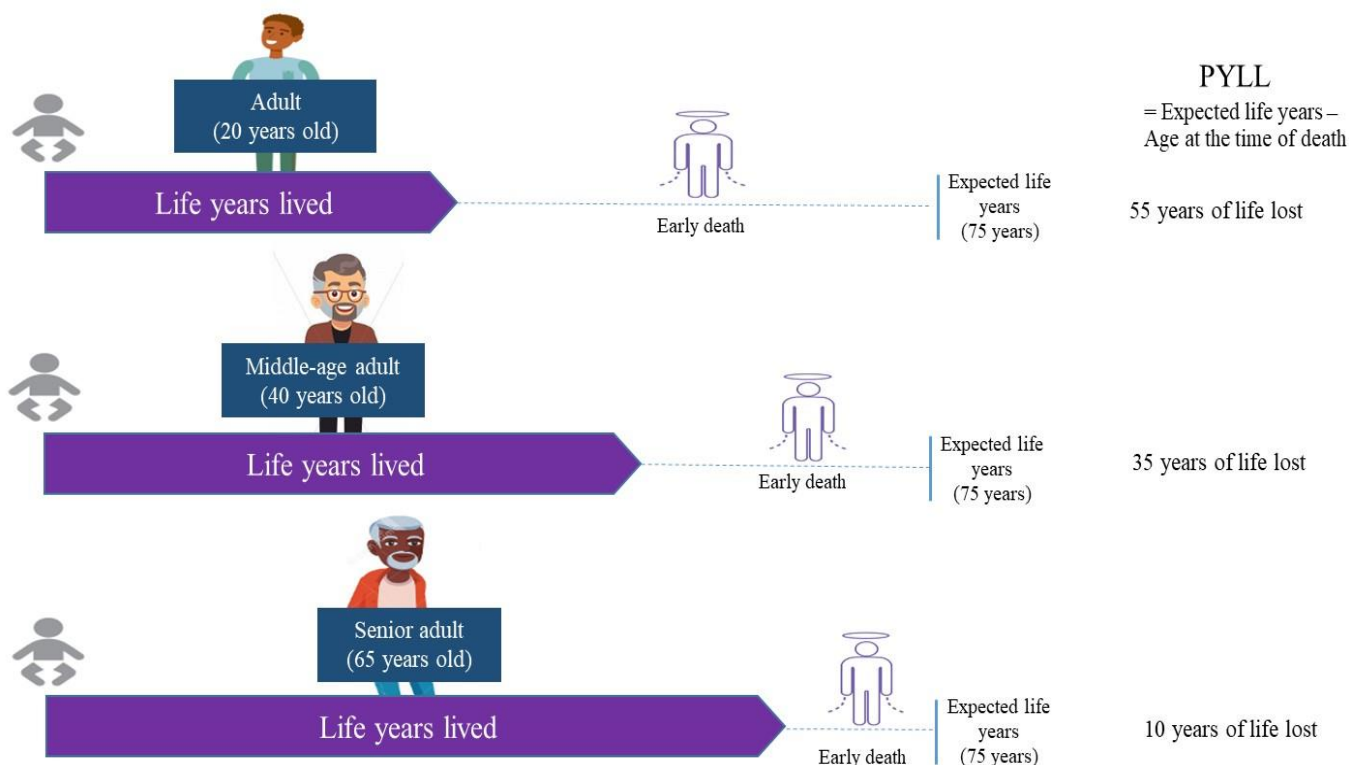 PYLL
= Expected life years –
Age at the time of death
Adult
(20 years old)
Life years lived
Early death
Expected life
years
(75 years)
55 years of life lost
Middle-age adult
(40 years old)
Life years lived
Early death
Expected life
years
(75 years)
35 years of life lost
Senior adult
(65 years old)
Life years lived
Early death
Expected life
years
(75 years)
10 years of life lost